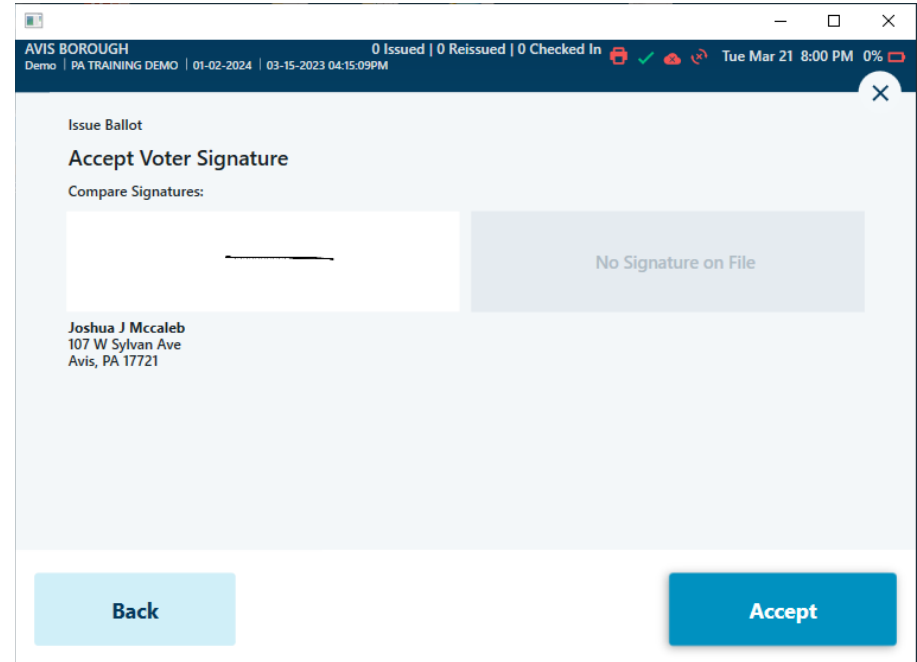 AVIS BOROUGH
0 Issued | 0 Reissued | 0 Checked In
Tue Mar 21 8:00 PM 0%
Demo | PA TRAINING DEMO | 01-02-2024 | 03-15-2023 04:15:09PM
Issue Ballot
Accept Voter Signature
Compare Signatures:
No Signature on File
Joshua J Mccaleb
107 W Sylvan Ave
Avis, PA 17721
Back
Accept